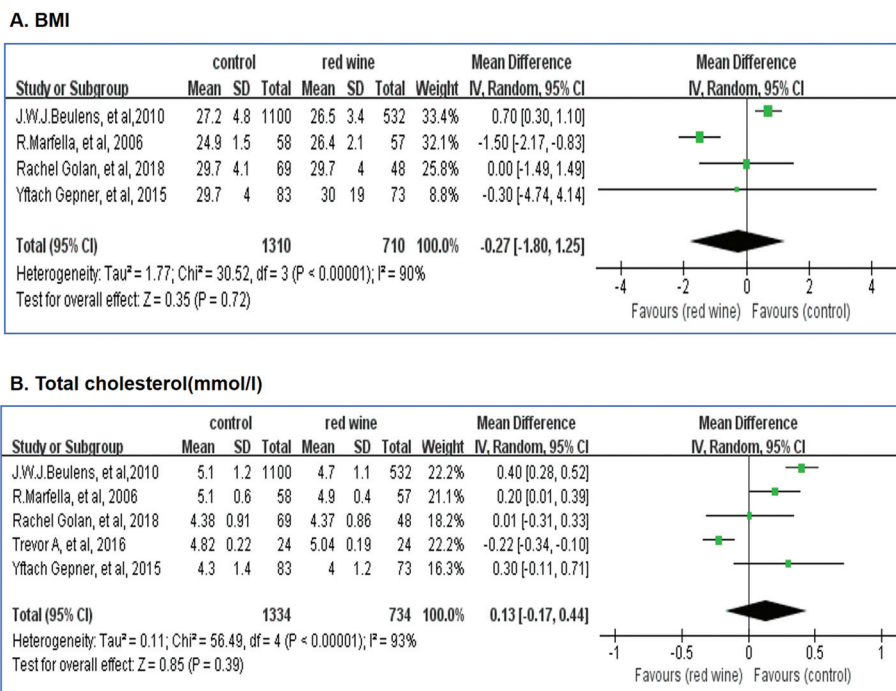 A. BMI
control red wine Mean Difference Mean Difference
Study or Subgroup Mean SD Total Mean SD Total Weight IV, Random, 95% CI IV, Random, 95% CI
J.W.J.Beulens, et al,2010 27.2 4.8 1100 26.5 3.4 532 33.4% 0.70 [0.30, 1.10]
R.Marfella, et al, 2006 24.9 1.5 58 26.4 2.1 57 32.1% -1.50 [-2.17, -0.83]
Rachel Golan, et al, 2018 29.7 4.1 69 29.7 4 48 25.8% 0.00 [-1.49, 1.49]
Yftach Gepner, et al, 2015 29.7 4 83 30 19 73 8.8% -0.30 [-4.74, 4.14]
Total (95% CI) 1310 710 100.0% -0.27 [-1.80, 1.25]
Heterogeneity: Tau² = 1.77; Chi² = 30.52, df = 3 (P < 0.00001); I² = 90%
Test for overall effect: Z = 0.35 (P = 0.72)
-4 -2 0 2 4
Favours (red wine) Favours (control)
B. Total cholesterol(mmol/l)
control red wine Mean Difference Mean Difference
Study or Subgroup Mean SD Total Mean SD Total Weight IV, Random, 95% CI IV, Random, 95% CI
J.W.J.Beulens, et al,2010 5.1 1.2 1100 4.7 1.1 532 22.2% 0.40 [0.28, 0.52]
R.Marfella, et al, 2006 5.1 0.6 58 4.9 0.4 57 21.1% 0.20 [0.01, 0.39]
Rachel Golan, et al, 2018 4.38 0.91 69 4.37 0.86 48 18.2% 0.01 [-0.31, 0.33]
Trevor A, et al, 2016 4.82 0.22 24 5.04 0.19 24 22.2% -0.22 [-0.34, -0.10]
Yftach Gepner, et al, 2015 4.3 1.4 83 4 1.2 73 16.3% 0.30 [-0.11, 0.71]
Total (95% CI) 1334 734 100.0% 0.13 [-0.17, 0.44]
Heterogeneity: Tau² = 0.11; Chi² = 56.49, df = 4 (P < 0.00001); I² = 93%
Test for overall effect: Z = 0.85 (P = 0.39)
-1 -0.5 0 0.5 1
Favours (red wine) Favours (control)